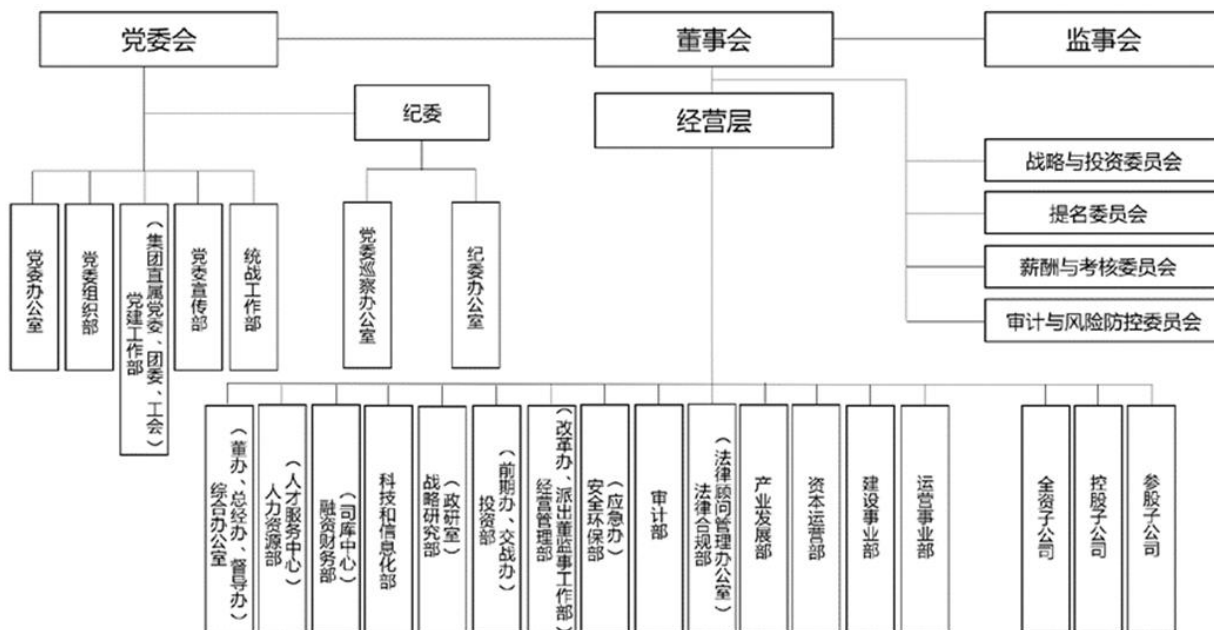 党委会
董事会
监事会
纪委
经营层
战略与投资委员会
提名委员会
薪酬与考核委员会
审计与风险防控委员会
党委办公室
党委组织部
党建工作部
（集团直属党委、团委、工会）
党委宣传部
统战工作部
党委巡察办公室
纪委办公室
综合办公室
（董办、总经办、督导办）
人力资源部
（人才服务中心）
融资财务部
（司库中心）
科技和信息化部
战略研究部
（政研室）
投资部
（前期办、交战办）
经营管理部
（改革办、派出董监事工作部）
安全环保部
（应急办）
审计部
法律合规部
（法律顾问管理办公室）
产业发展部
资本运营部
建设事业部
运营事业部
全资子公司
控股子公司
参股子公司